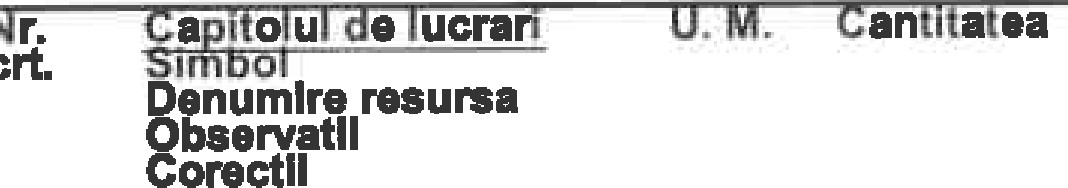 Nr. Capitolul de lucrari U. M. Cantitatea
crt. Simbol
Denumire resursa
Observatii
Corectii